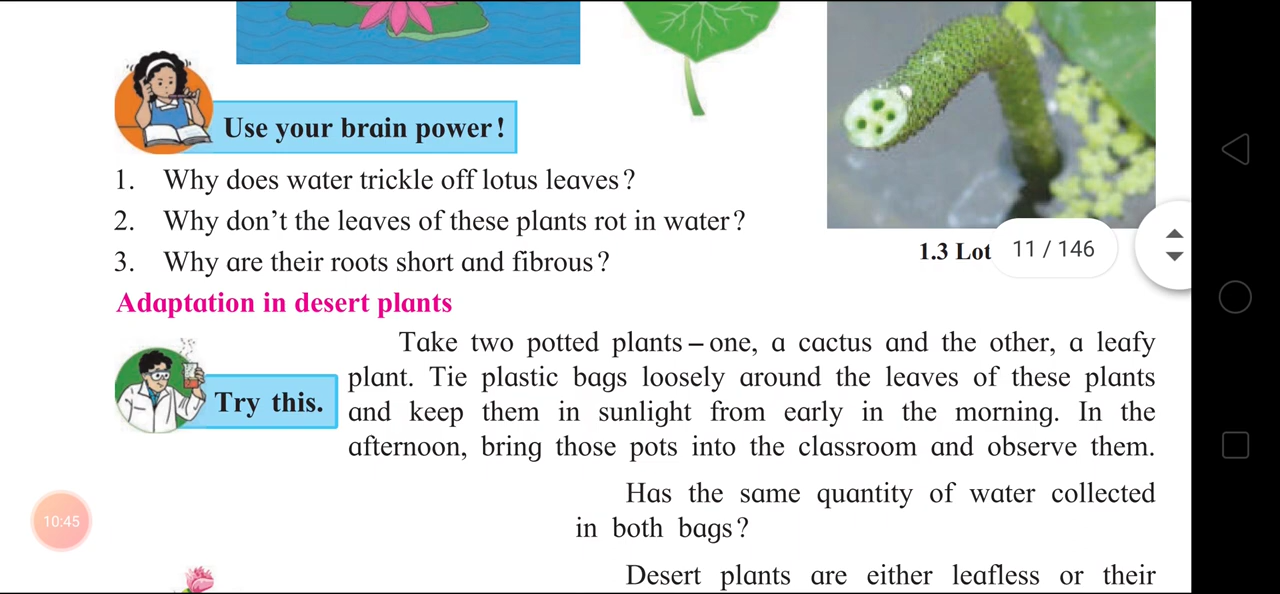 Use your brain power!
1. Why does water trickle off lotus leaves?
2. Why don't the leaves of these plants rot in water?
3. Why are their roots short and fibrous?
1.3 Lot
11 / 146
Adaptation in desert plants
Try this.
Take two potted plants – one, a cactus and the other, a leafy
plant. Tie plastic bags loosely around the leaves of these plants
and keep them in sunlight from early in the morning. In the
afternoon, bring those pots into the classroom and observe them.
Has the same quantity of water collected
in both bags?
10:45
Desert plants are either leafless or their